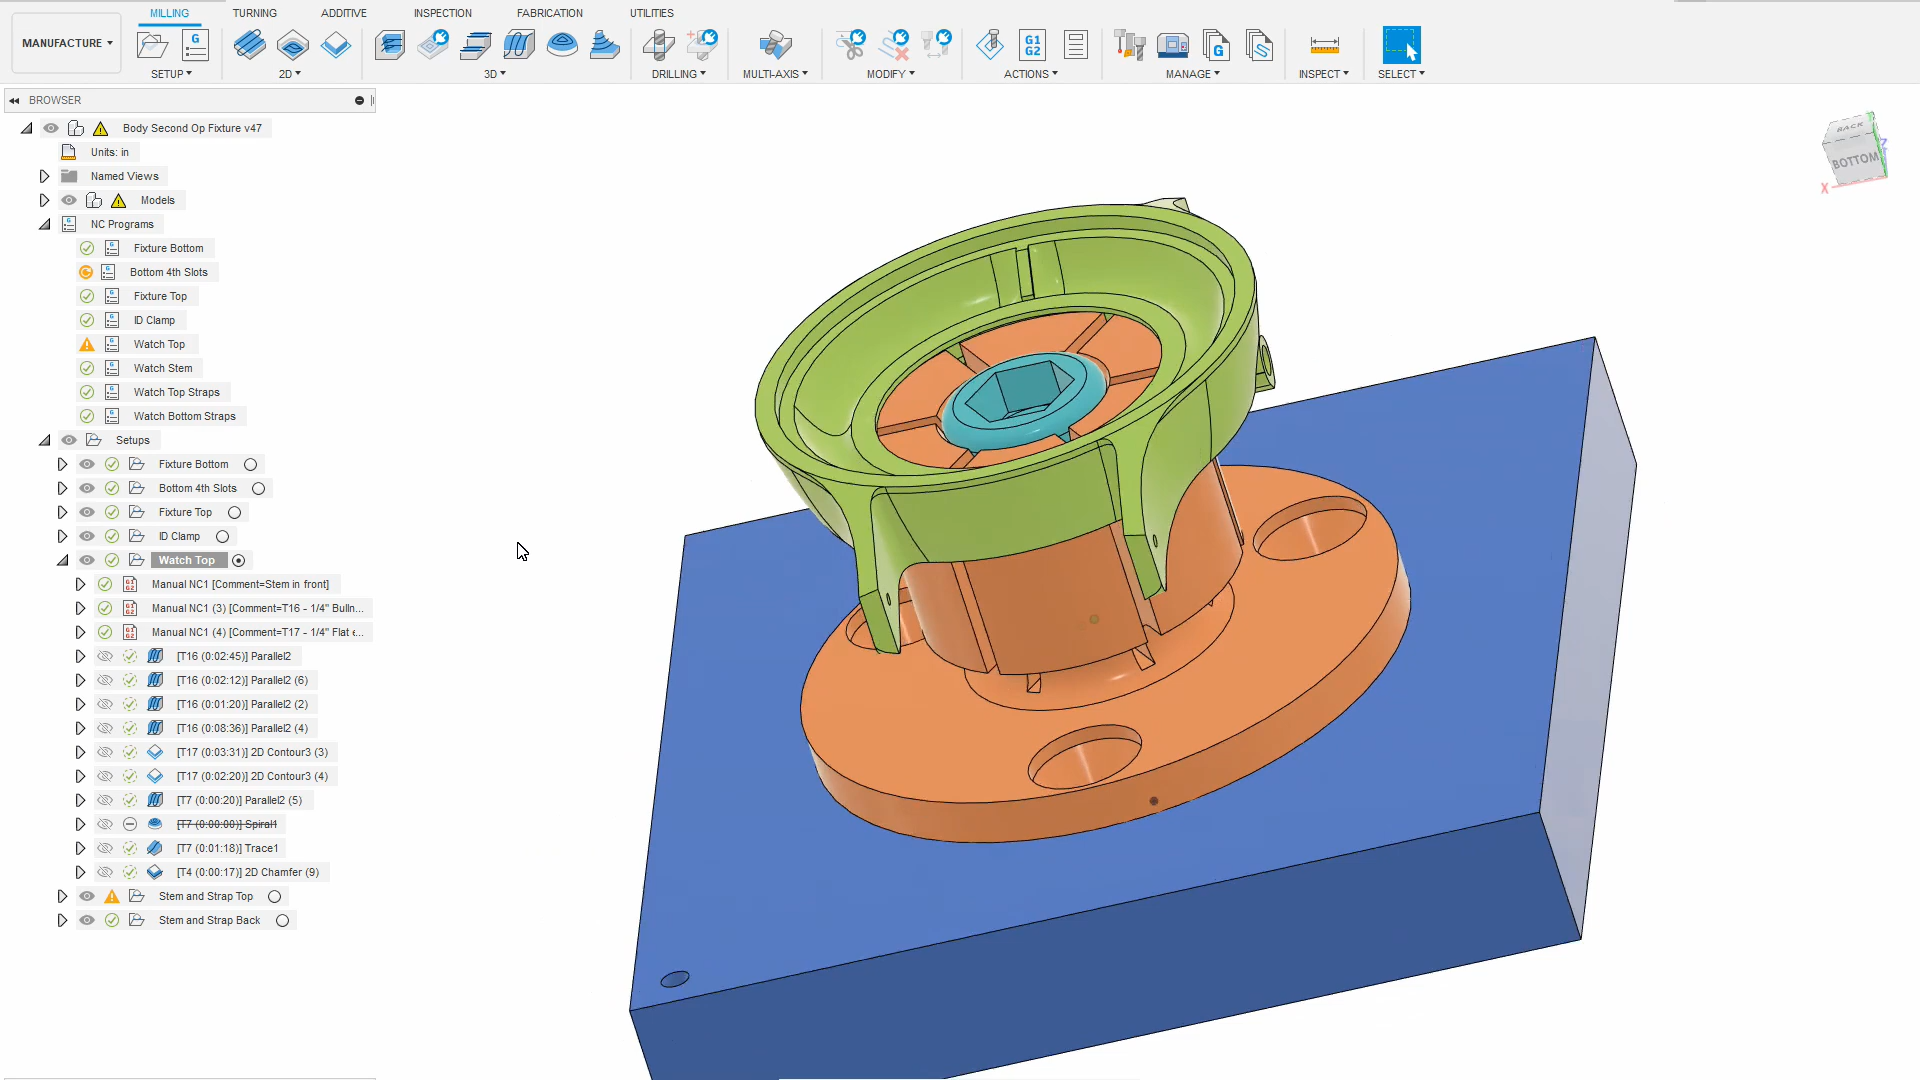 MILLING TURNING ADDITIVE INSPECTION FABRICATION UTILITIES
MANUFACTURE
G
G1
G2
G
SETUP 2D 3D DRILLING MULTI-AXIS MODIFY ACTIONS MANAGE INSPECT SELECT
BROWSER
Body Second Op Fixture v47
Units: in
Named Views
Models
NC Programs
Fixture Bottom
Bottom 4th Slots
Fixture Top
ID Clamp
Watch Top
Watch Stem
Watch Top Straps
Watch Bottom Straps
Setups
Fixture Bottom
Bottom 4th Slots
Fixture Top
ID Clamp
Watch Top
Manual NC1 [Comment=Stem in front]
Manual NC1 (3) [Comment=T16 - 1/4" Bulln...
Manual NC1 (4) [Comment=T17 - 1/4" Flat e...
[T16 (0:02:45)] Parallel2
[T16 (0:02:12)] Parallel2 (6)
[T16 (0:01:20)] Parallel2 (2)
[T16 (0:08:36)] Parallel2 (4)
[T17 (0:03:31)] 2D Contour3 (3)
[T17 (0:02:20)] 2D Contour3 (4)
[T7 (0:00:20)] Parallel2 (5)
[T7 (0:00:00)] Spiral1
[T7 (0:01:18)] Trace1
[T4 (0:00:17)] 2D Chamfer (9)
Stem and Strap Top
Stem and Strap Back
BACK
BOTTOM
Z
X